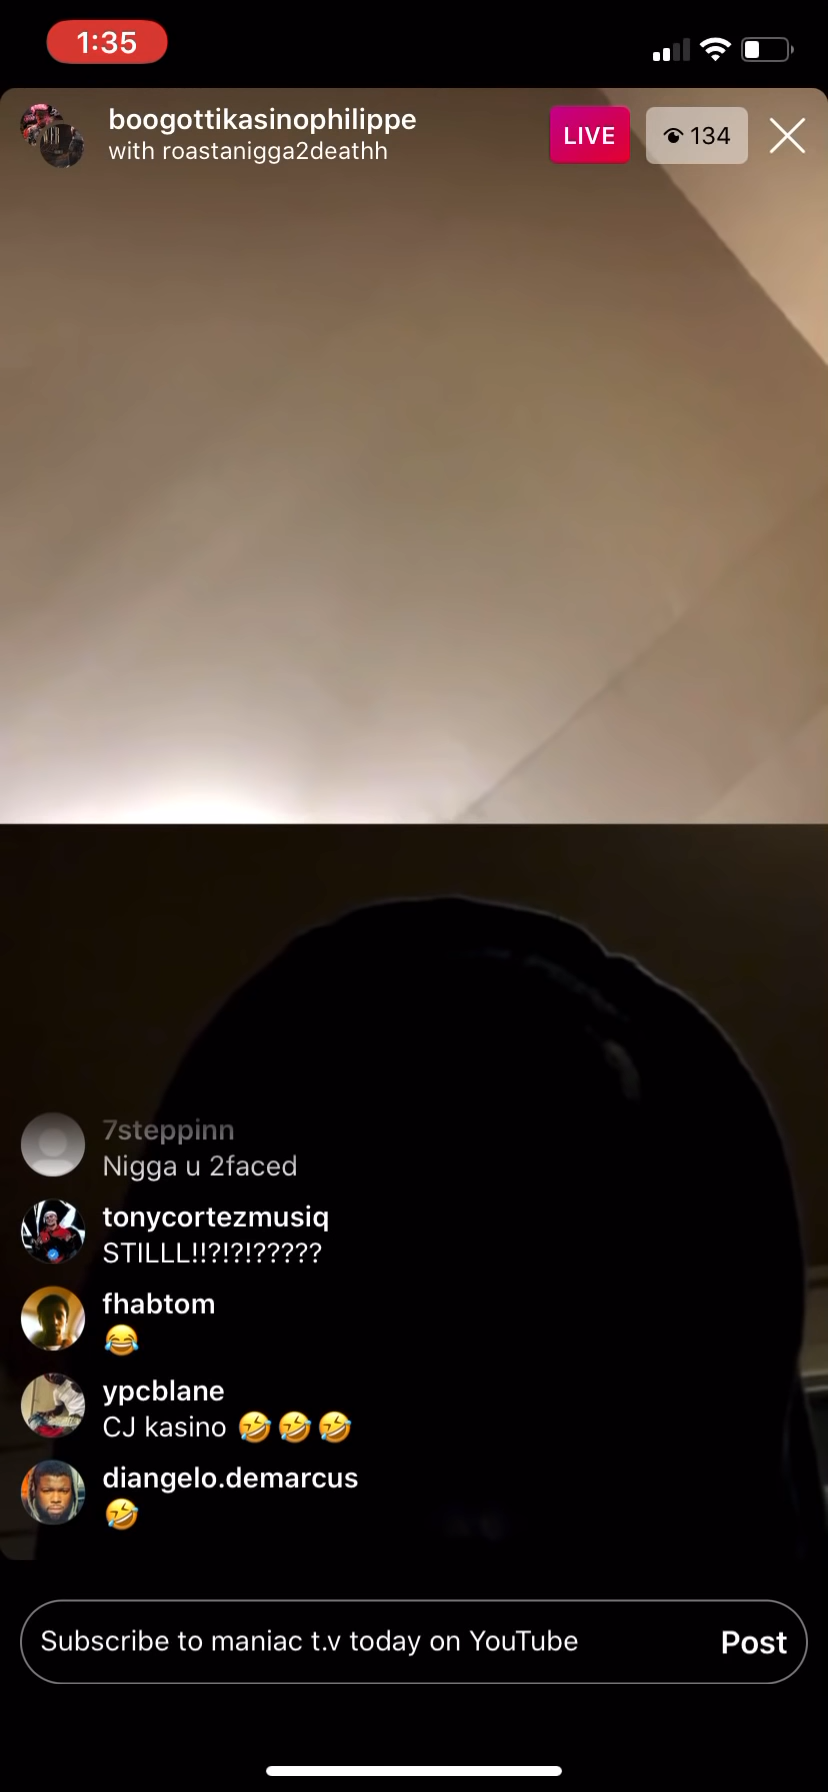 1:35
boogottikasinophilippe
LIVE
134
with roastanigga2deathh
7steppinn
Nigga u 2faced
tonycortezmusiq
STILLL!!?!?!?????
fhabtom
😂
ypcblane
CJ kasino 🤣🤣🤣
diangelo.demarcus
🤣
Subscribe to maniac t.v today on YouTube
Post